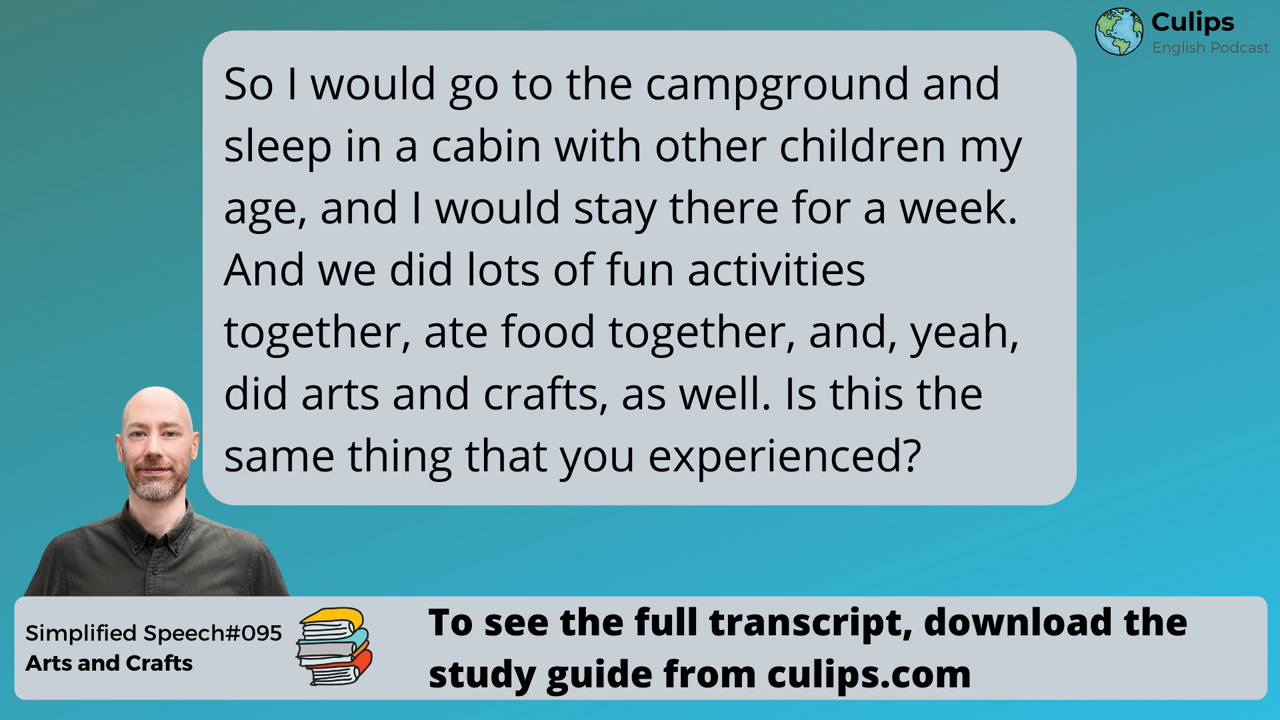 Culips
English Podcast
So I would go to the campground and
sleep in a cabin with other children my
age, and I would stay there for a week.
And we did lots of fun activities
together, ate food together, and, yeah,
did arts and crafts, as well. Is this the
same thing that you experienced?
Simplified Speech#095
Arts and Crafts
To see the full transcript, download the
study guide from culips.com